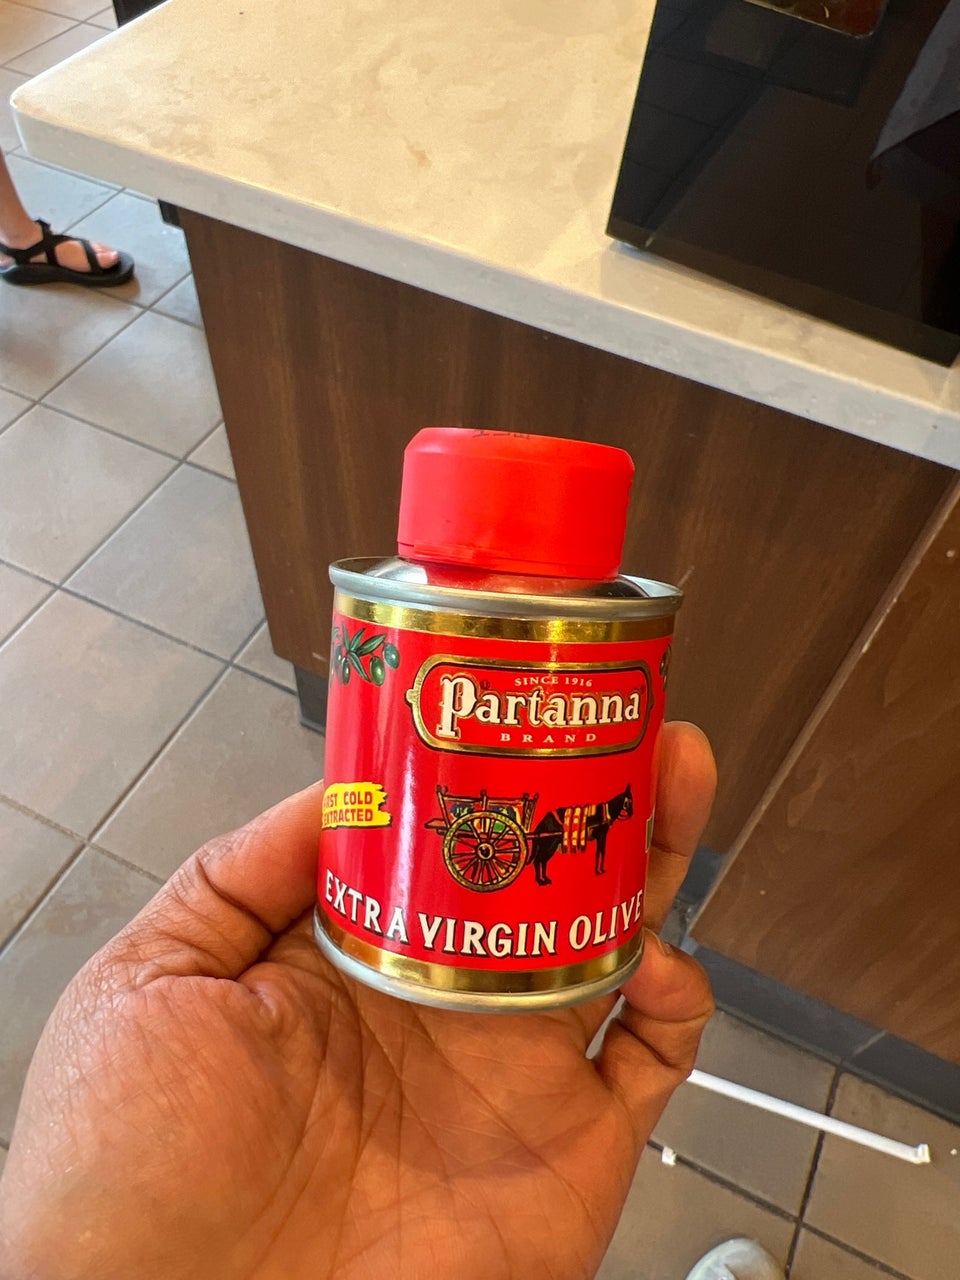 SINCE 1916
Partanna
BRAND
FIRST COLD
EXTRACTED
EXTRA VIRGIN OLIVE